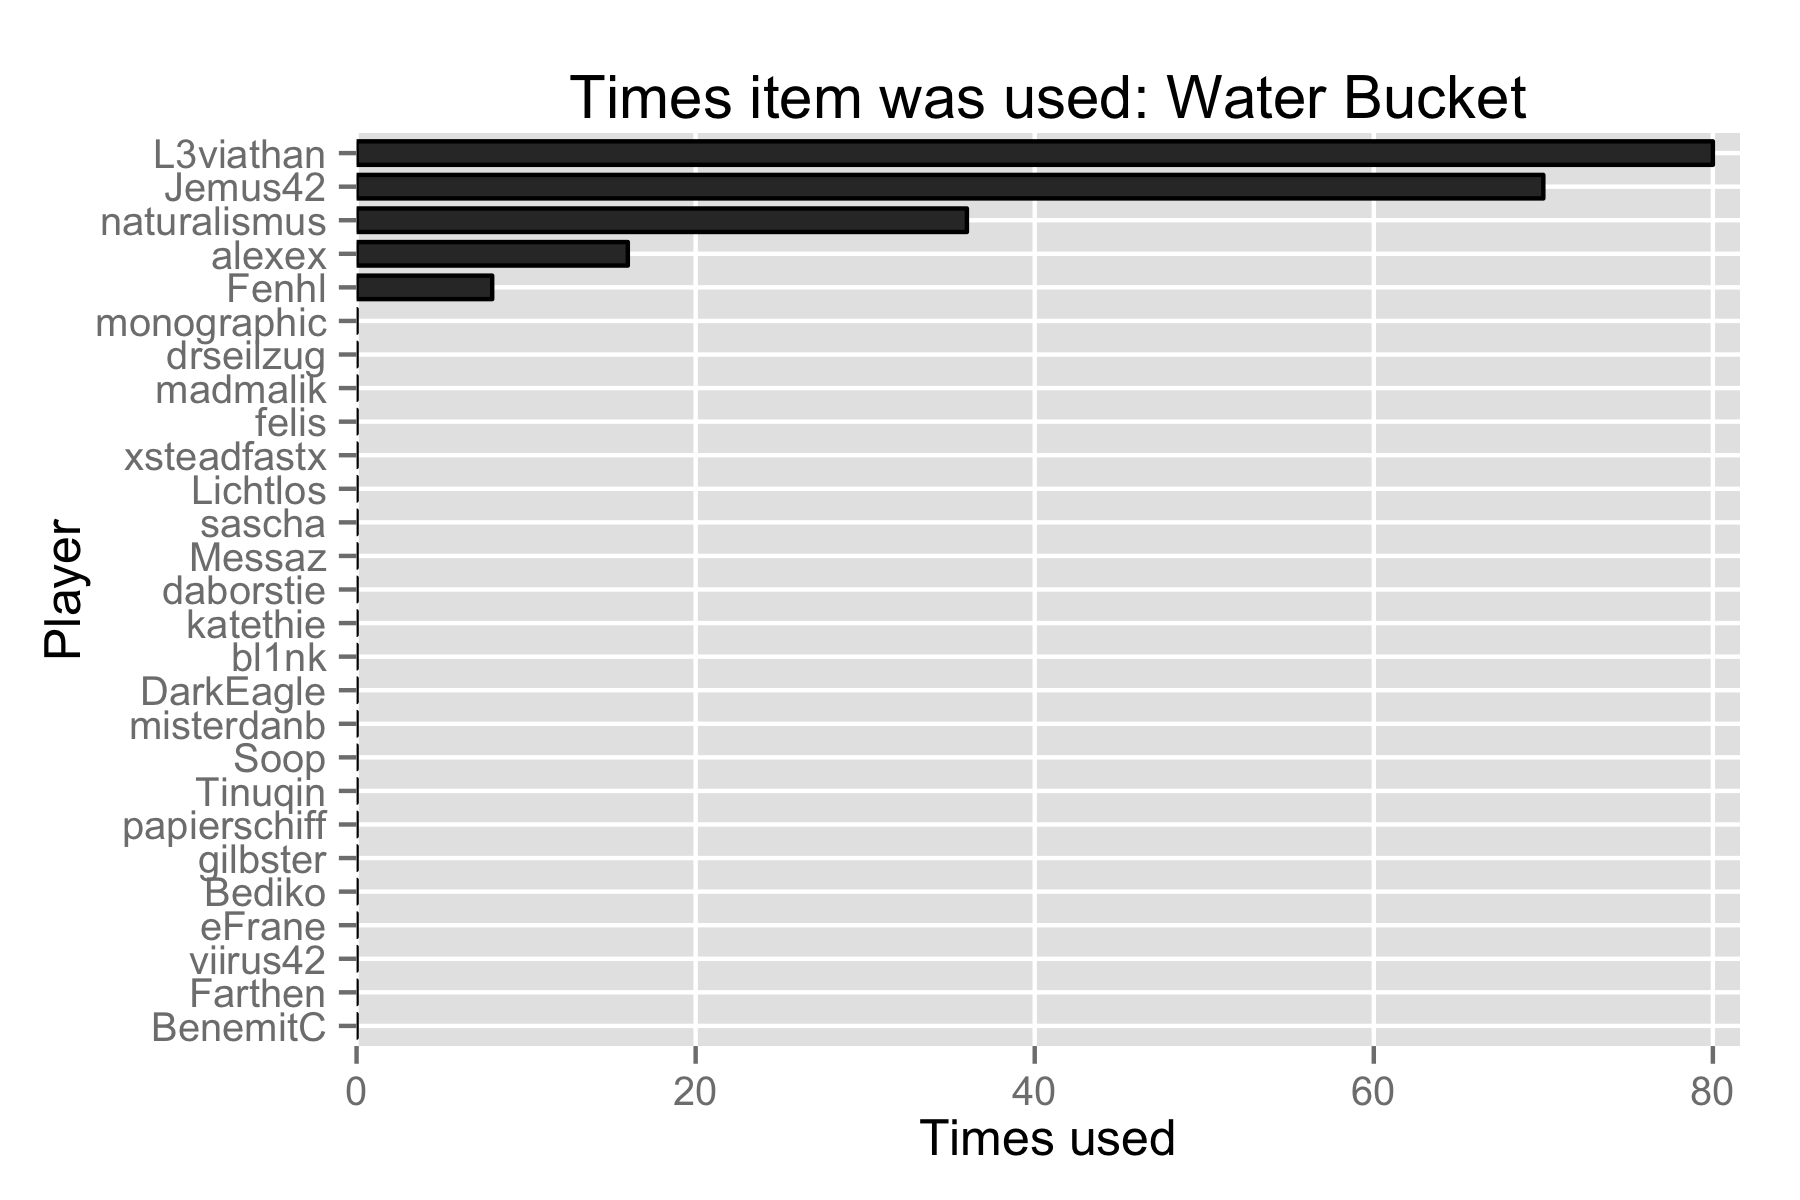 Times item was used: Water Bucket
L3viathan
Jemus42
naturalismus
alexex
Fenhl
monographic
drseilzug
madmalik
felis
xsteadfastx
Lichtlos
sascha
Messaz
daborstie
katethie
bl1nk
DarkEagle
misterdanb
Soop
Tinuqin
papierschiff
gilbster
Bediko
eFrane
viirus42
Farthen
BenemitC
Player
0 20 40 60 80
Times used